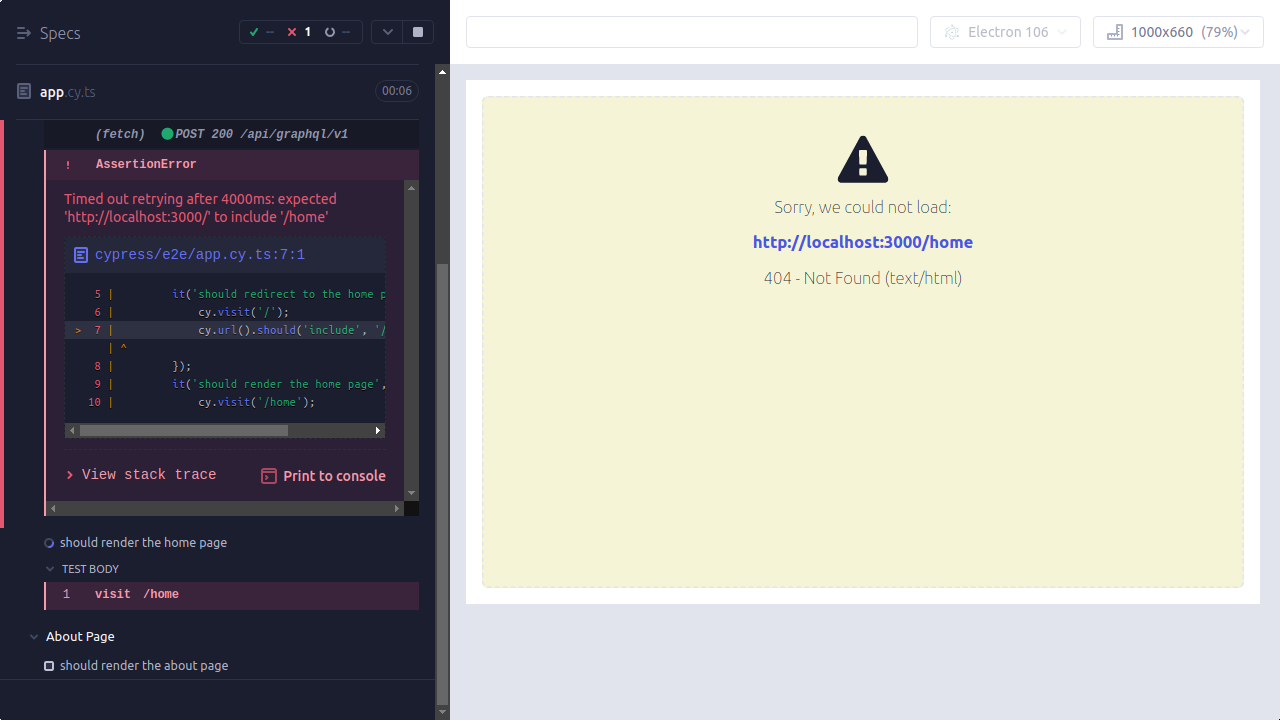 Specs
-- 1 --
Electron 106
1000x660 (79%)
app.cy.ts
00:06
(fetch) POST 200 /api/graphql/v1
! AssertionError
Timed out retrying after 4000ms: expected
'http://localhost:3000/' to include '/home'
cypress/e2e/app.cy.ts:7:1
5 | it('should redirect to the home p
6 | cy.visit('/');
> 7 | cy.url().should('include', '/
| ^
8 | });
9 | it('should render the home page',
10 | cy.visit('/home');
View stack trace
Print to console
should render the home page
TEST BODY
1 visit /home
About Page
should render the about page
Sorry, we could not load:
http://localhost:3000/home
404 - Not Found (text/html)